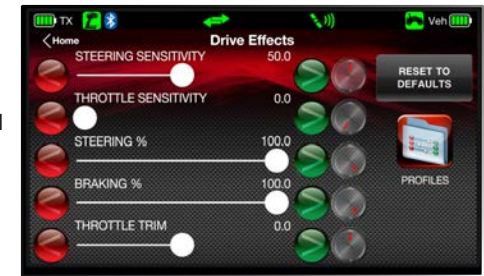 TX Veh
Home Drive Effects
STEERING SENSITIVITY 50.0
RESET TO
DEFAULTS
THROTTLE SENSITIVITY 0.0
STEERING % 100.0
BRAKING % 100.0
PROFILES
THROTTLE TRIM 0.0